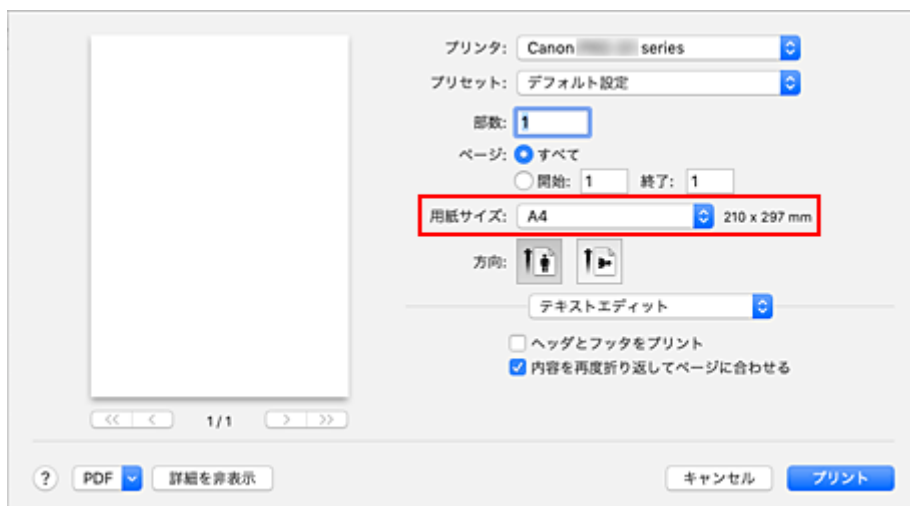 プリンタ: Canon series
プリセット: デフォルト設定
部数: 1
ページ: すべて
開始: 1 終了: 1
用紙サイズ: A4 210 x 297 mm
方向:
テキストエディット
ヘッダとフッタをプリント
内容を再度折り返してページに合わせる
<< < 1/1 > >>
? PDF 詳細を非表示 キャンセル プリント